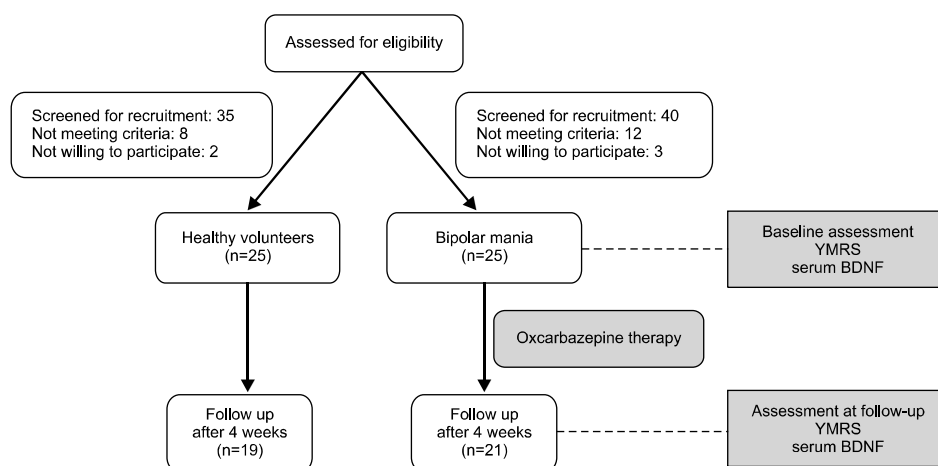 Assessed for eligibility
Screened for recruitment: 35
Not meeting criteria: 8
Not willing to participate: 2
Screened for recruitment: 40
Not meeting criteria: 12
Not willing to participate: 3
Healthy volunteers
(n=25)
Bipolar mania
(n=25)
Baseline assessment
YMRS
serum BDNF
Oxcarbazepine therapy
Follow up
after 4 weeks
(n=19)
Follow up
after 4 weeks
(n=21)
Assessment at follow-up
YMRS
serum BDNF